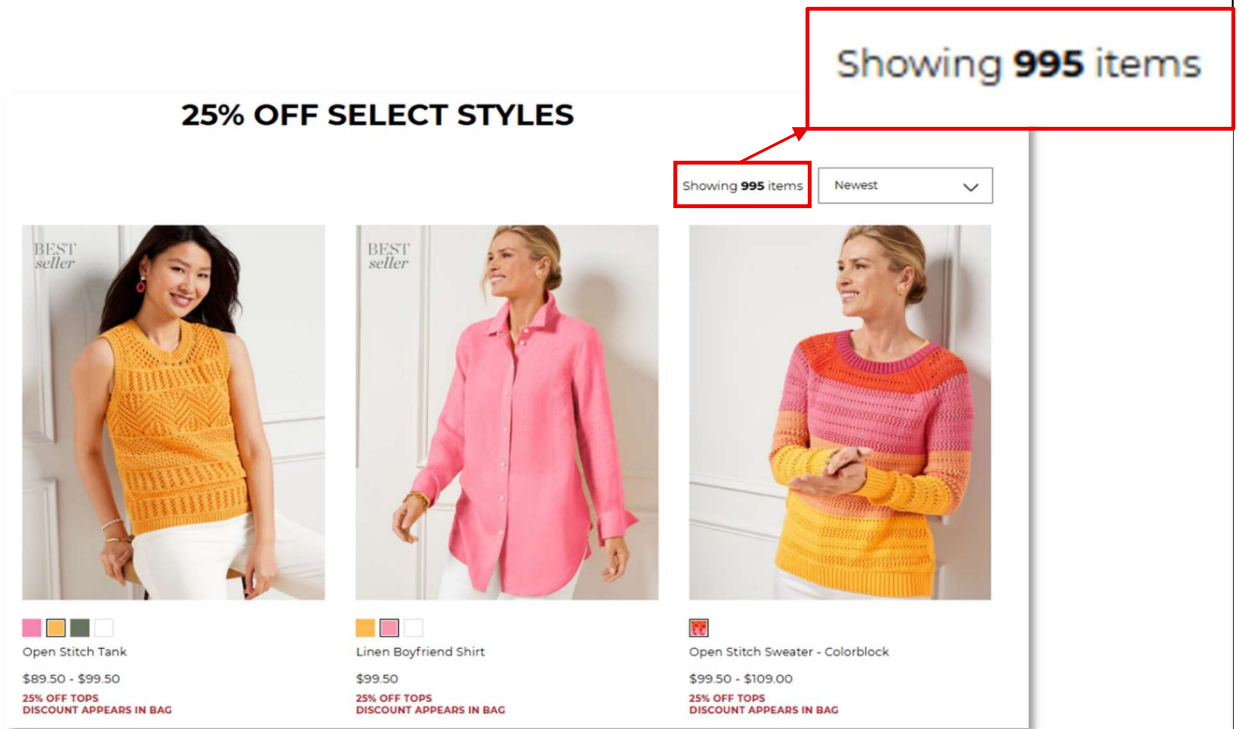 Showing 995 items
25% OFF SELECT STYLES
Showing 995 items
Newest
BEST
seller
BEST
seller
Open Stitch Tank
$89.50 - $99.50
25% OFF TOPS
DISCOUNT APPEARS IN BAG
Linen Boyfriend Shirt
$99.50
25% OFF TOPS
DISCOUNT APPEARS IN BAG
Open Stitch Sweater - Colorblock
$99.50 - $109.00
25% OFF TOPS
DISCOUNT APPEARS IN BAG